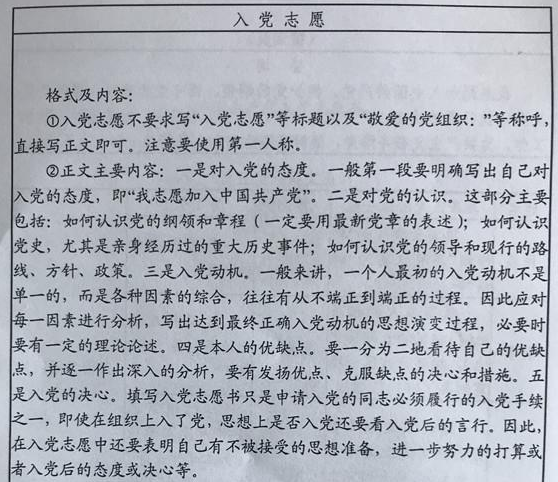 入党志愿
格式及内容：
①入党志愿不要求写“入党志愿”等标题以及“敬爱的党组织：”等称呼，
直接写正文即可。注意要使用第一人称。
②正文主要内容：一是对入党的态度。一般第一段要明确写出自己对
入党的态度，即“我志愿加入中国共产党”。二是对党的认识。这部分主要
包括：如何认识党的纲领和章程（一定要用最新党章的表述）；如何认识
党史，尤其是亲身经历过的重大历史事件；如何认识党的领导和现行的路
线、方针、政策。三是入党动机。一般来讲，一个人最初的入党动机不是
单一的，而是各种因素的综合，往往有从不端正到端正的过程。因此应对
每一因素进行分析，写出达到最终正确入党动机的思想演变过程，必要时
要有一定的理论论述。四是本人的优缺点。要一分为二地看待自己的优缺
点，并逐一作出深入的分析，要有发扬优点、克服缺点的决心和措施。五
是入党的决心。填写入党志愿书只是申请入党的同志必须履行的入党手续
之一，即使在组织上入了党，思想上是否入党还要看入党后的言行。因此，
在入党志愿中还要表明自己有不被接受的思想准备，进一步努力的打算或
者入党后的态度或决心等。